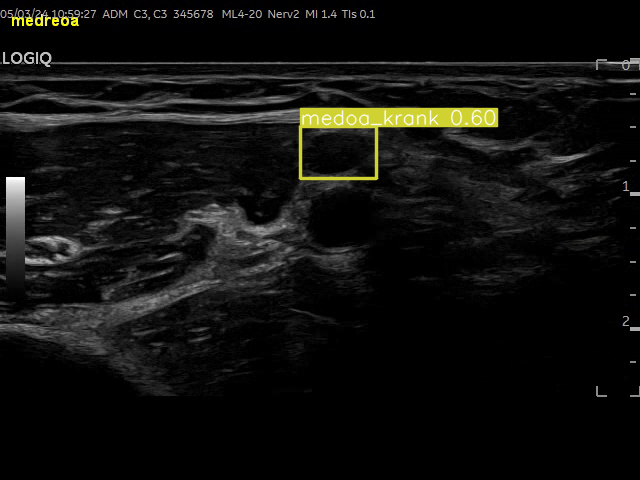 05/03/24 10:59:27 ADM C3, C3 345678 ML4-20 Nerv2 MI 1.4 TIs 0.1
medreoa
LOGIQ
0
medoa_krank 0.60
1
2